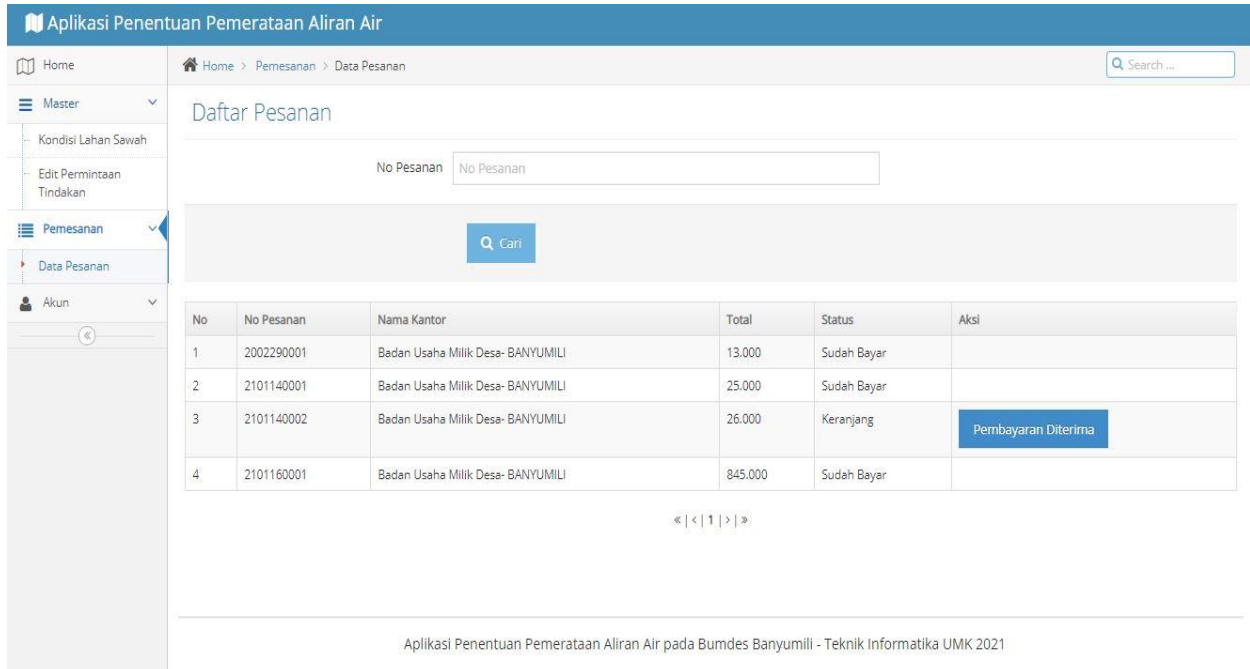 Aplikasi Penentuan Pemerataan Aliran Air
Home
Master
Kondisi Lahan Sawah
Edit Permintaan
Tindakan
Pemesanan
Data Pesanan
Akun
Home > Pemesanan > Data Pesanan
Search ...
Daftar Pesanan
No Pesanan No Pesanan
Cari
No No Pesanan Nama Kantor Total Status Aksi
1 2002290001 Badan Usaha Milik Desa- BANYUMILI 13.000 Sudah Bayar
2 2101140001 Badan Usaha Milik Desa- BANYUMILI 25.000 Sudah Bayar
3 2101140002 Badan Usaha Milik Desa- BANYUMILI 26.000 Keranjang Pembayaran Diterima
4 2101160001 Badan Usaha Milik Desa- BANYUMILI 845.000 Sudah Bayar
« | < | 1 | > | »
Aplikasi Penentuan Pemerataan Aliran Air pada Bumdes Banyumili - Teknik Informatika UMK 2021